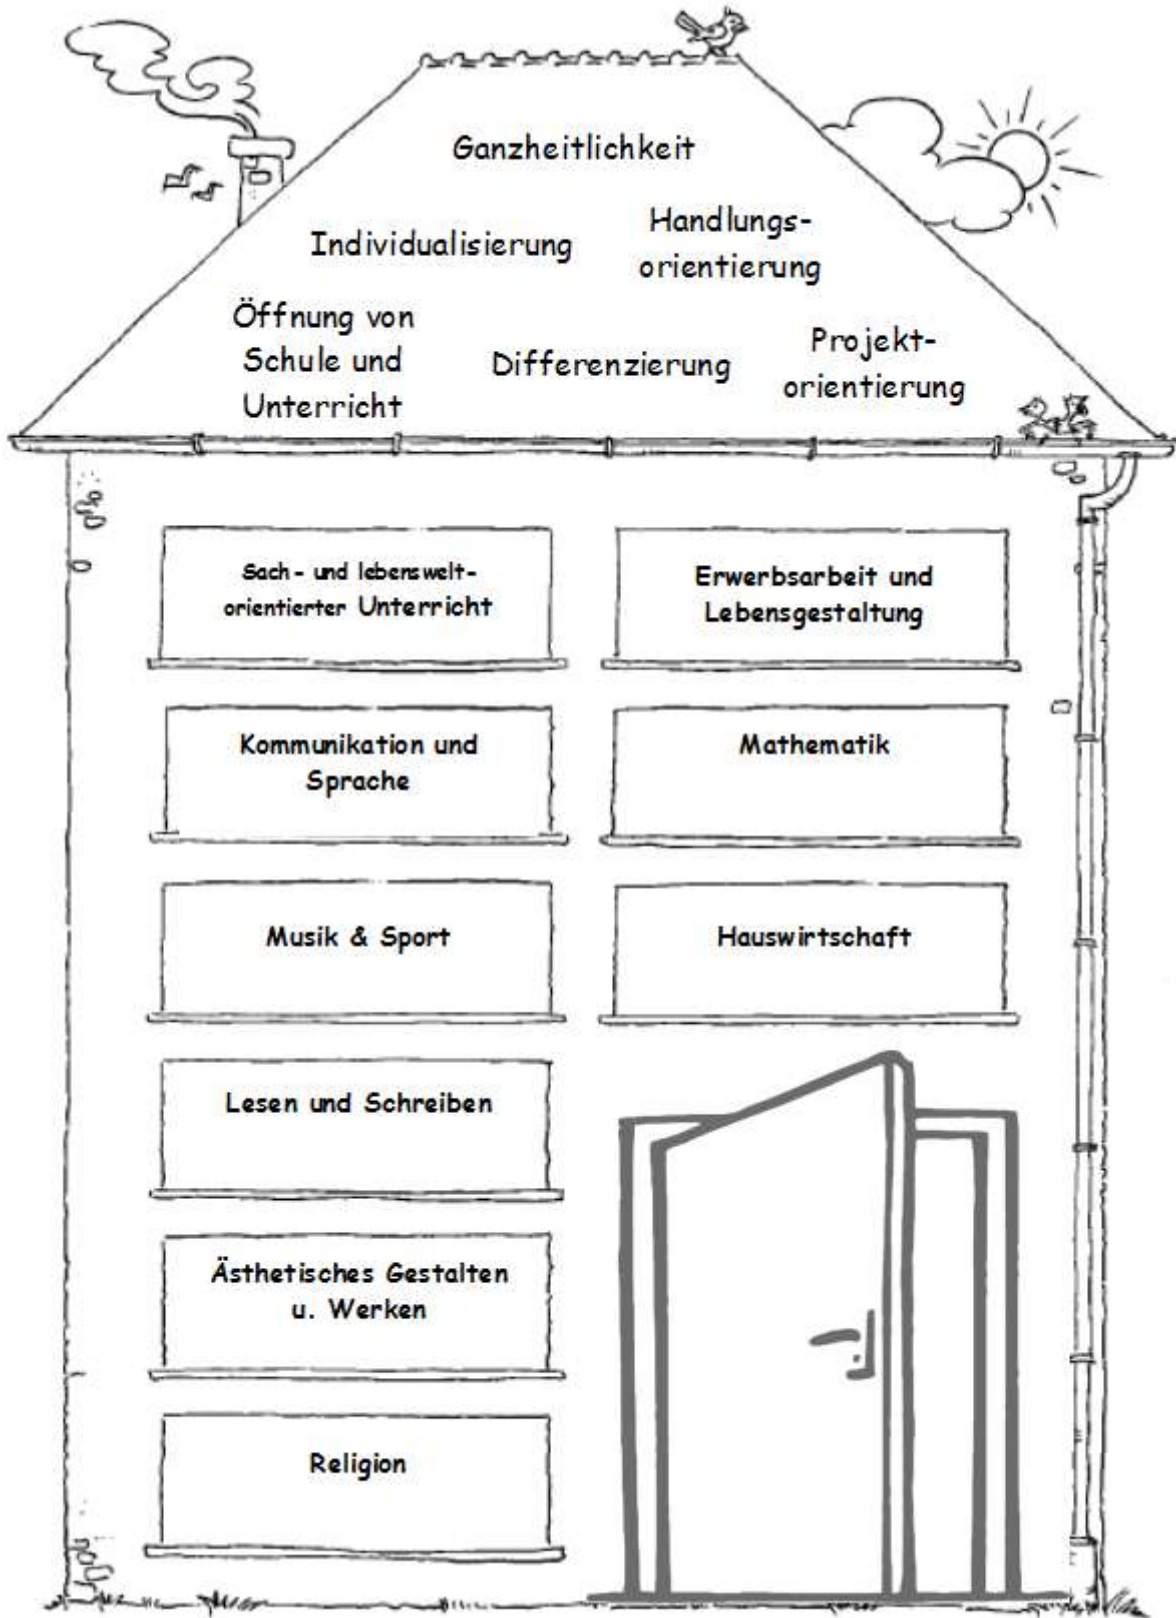 Ganzheitlichkeit
Individualisierung
Handlungs-
orientierung
Öffnung von
Schule und
Unterricht
Differenzierung
Projekt-
orientierung
Sach- und lebenswelt-
orientierter Unterricht
Erwerbsarbeit und
Lebensgestaltung
Kommunikation und
Sprache
Mathematik
Musik & Sport
Hauswirtschaft
Lesen und Schreiben
Ästhetisches Gestalten
u. Werken
Religion